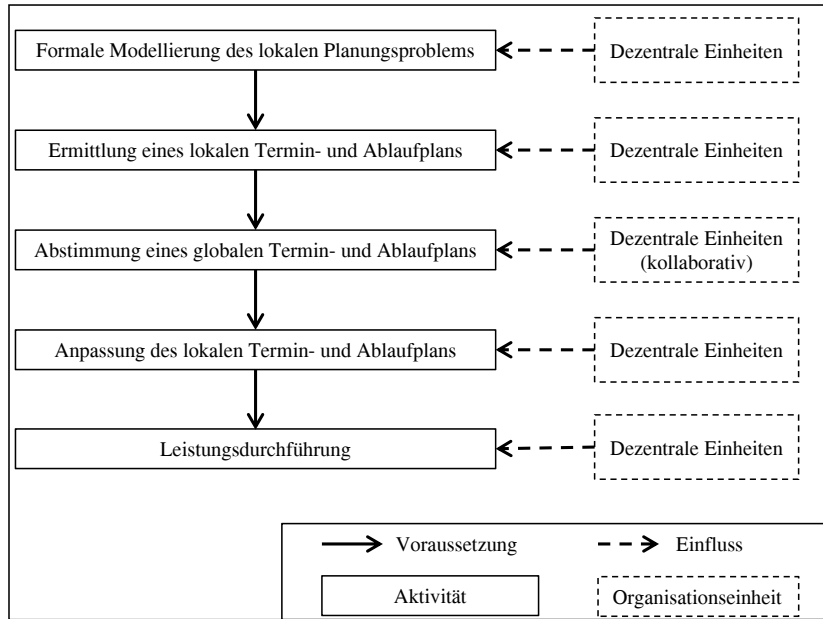 Formale Modellierung des lokalen Planungsproblems
Dezentrale Einheiten
Ermittlung eines lokalen Termin- und Ablaufplans
Dezentrale Einheiten
Abstimmung eines globalen Termin- und Ablaufplans
Dezentrale Einheiten
(kollaborativ)
Anpassung des lokalen Termin- und Ablaufplans
Dezentrale Einheiten
Leistungsdurchführung
Dezentrale Einheiten
Voraussetzung
Einfluss
Aktivität
Organisationseinheit